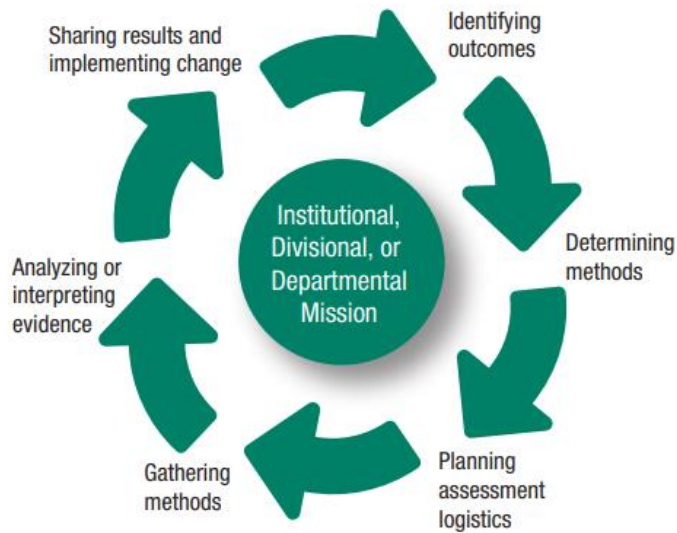 Sharing results and
implementing change
Identifying
outcomes
Institutional,
Divisional, or
Departmental
Mission
Determining
methods
Analyzing or
interpreting
evidence
Gathering
methods
Planning
assessment
logistics